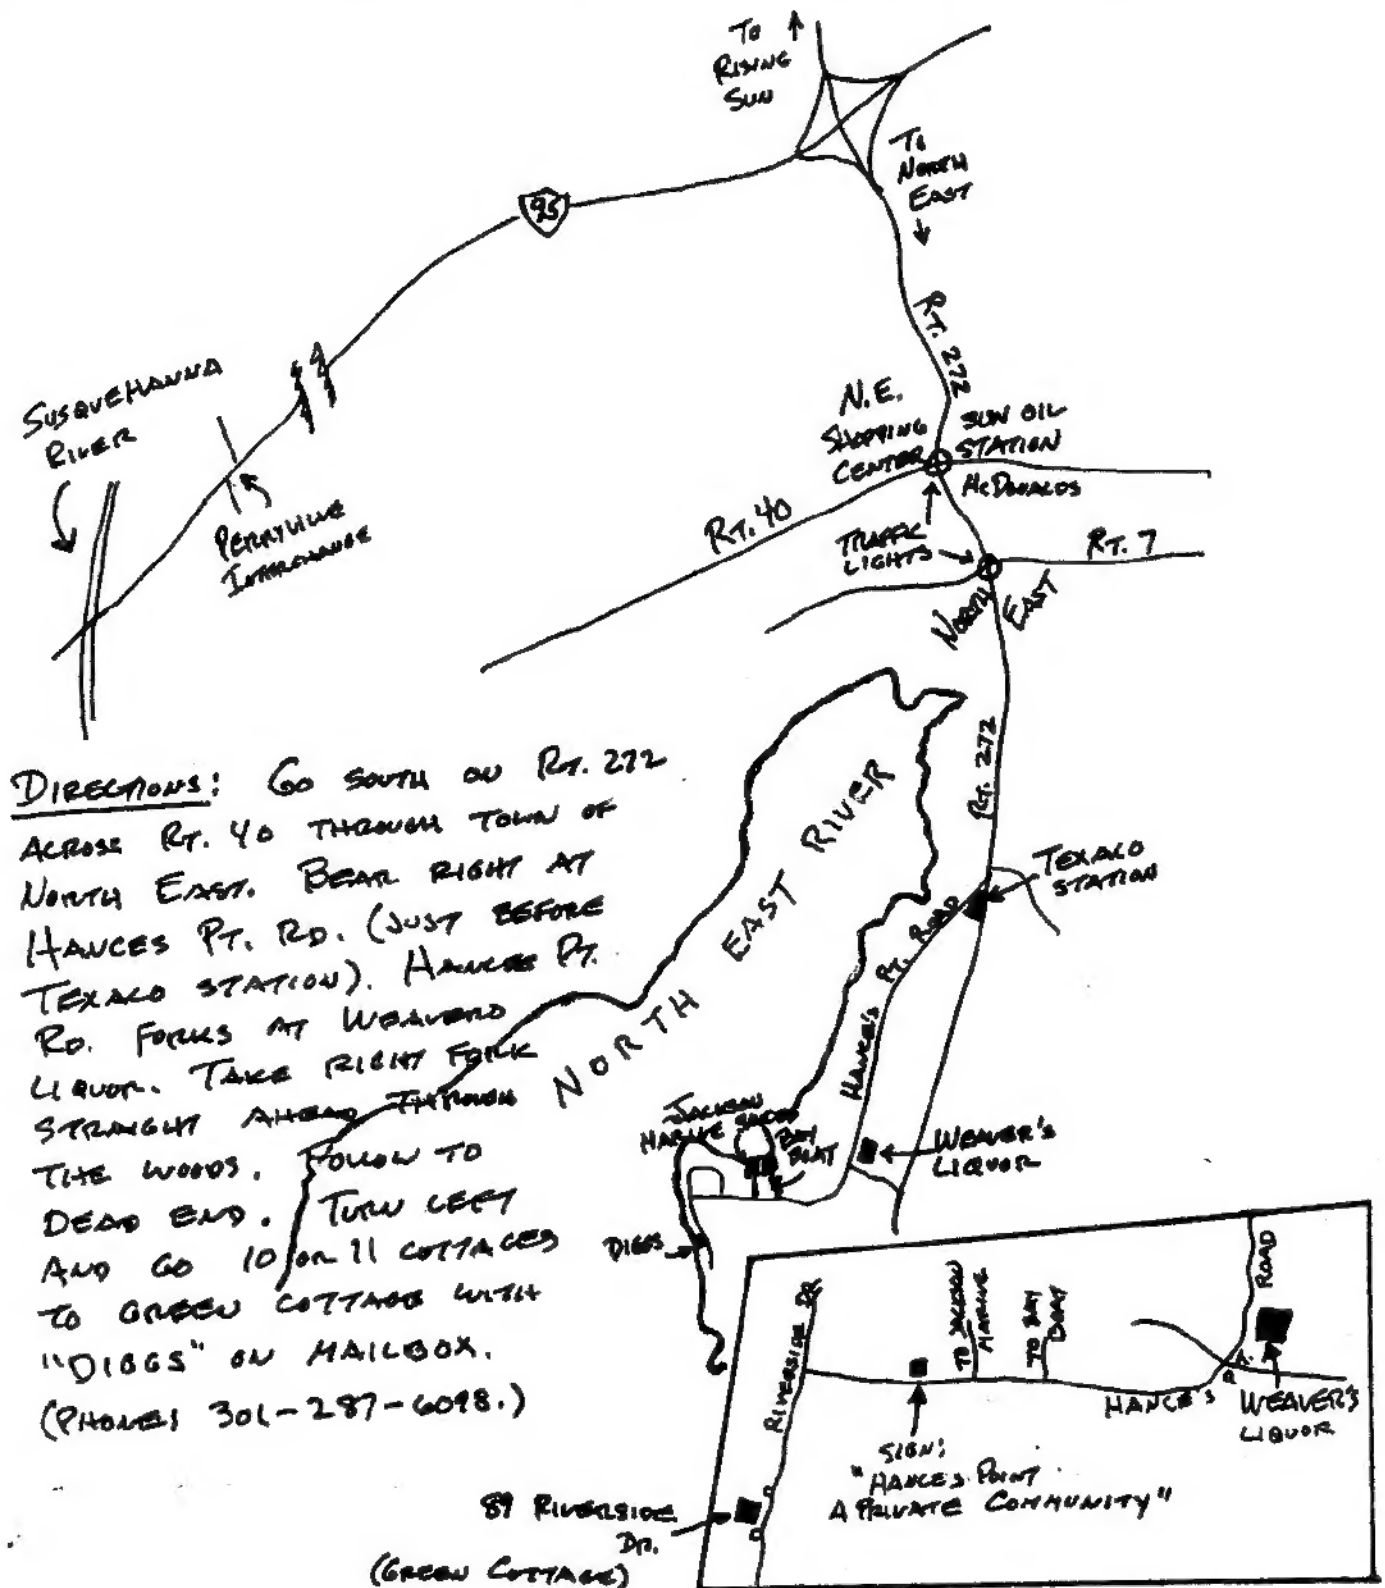 TO
RISING
SUN
TO
NORTH
EAST
95
RT. 272
SUSQUEHANNA
RIVER
PERRYVILLE
INTERCHANGE
N.E.
SHOPPING
CENTER
SUN OIL
STATION
McDONALDS
RT. 40
TRAFFIC
LIGHTS
RT. 7
NORTH EAST
RT. 272
NORTH EAST RIVER
TEXACO
STATION
HANCE'S PT. ROAD
DIRECTIONS: GO SOUTH ON RT. 272
ACROSS RT. 40 THROUGH TOWN OF
NORTH EAST. BEAR RIGHT AT
HANCES PT. RD. (JUST BEFORE
TEXACO STATION). HANCES PT.
RD. FORKS AT WEAVERS
LIQUOR. TAKE RIGHT FORK
STRAIGHT AHEAD THROUGH
THE WOODS. FOLLOW TO
DEAD END. TURN LEFT
AND GO 10 OR 11 COTTAGES
TO GREEN COTTAGE WITH
"DIGGS" ON MAILBOX.
(PHONE: 301-287-6098.)
JACKSON
MARINE
BAY
BOAT
WEAVER'S
LIQUOR
DIGGS
RIVERSIDE DR
TO JACKSON
MARINE
TO BAY
BOAT
ROAD
HANCE'S
WEAVER'S
LIQUOR
SIGN:
"HANCES POINT
A PRIVATE COMMUNITY"
89 RIVERSIDE
DR.
(GREEN COTTAGE)